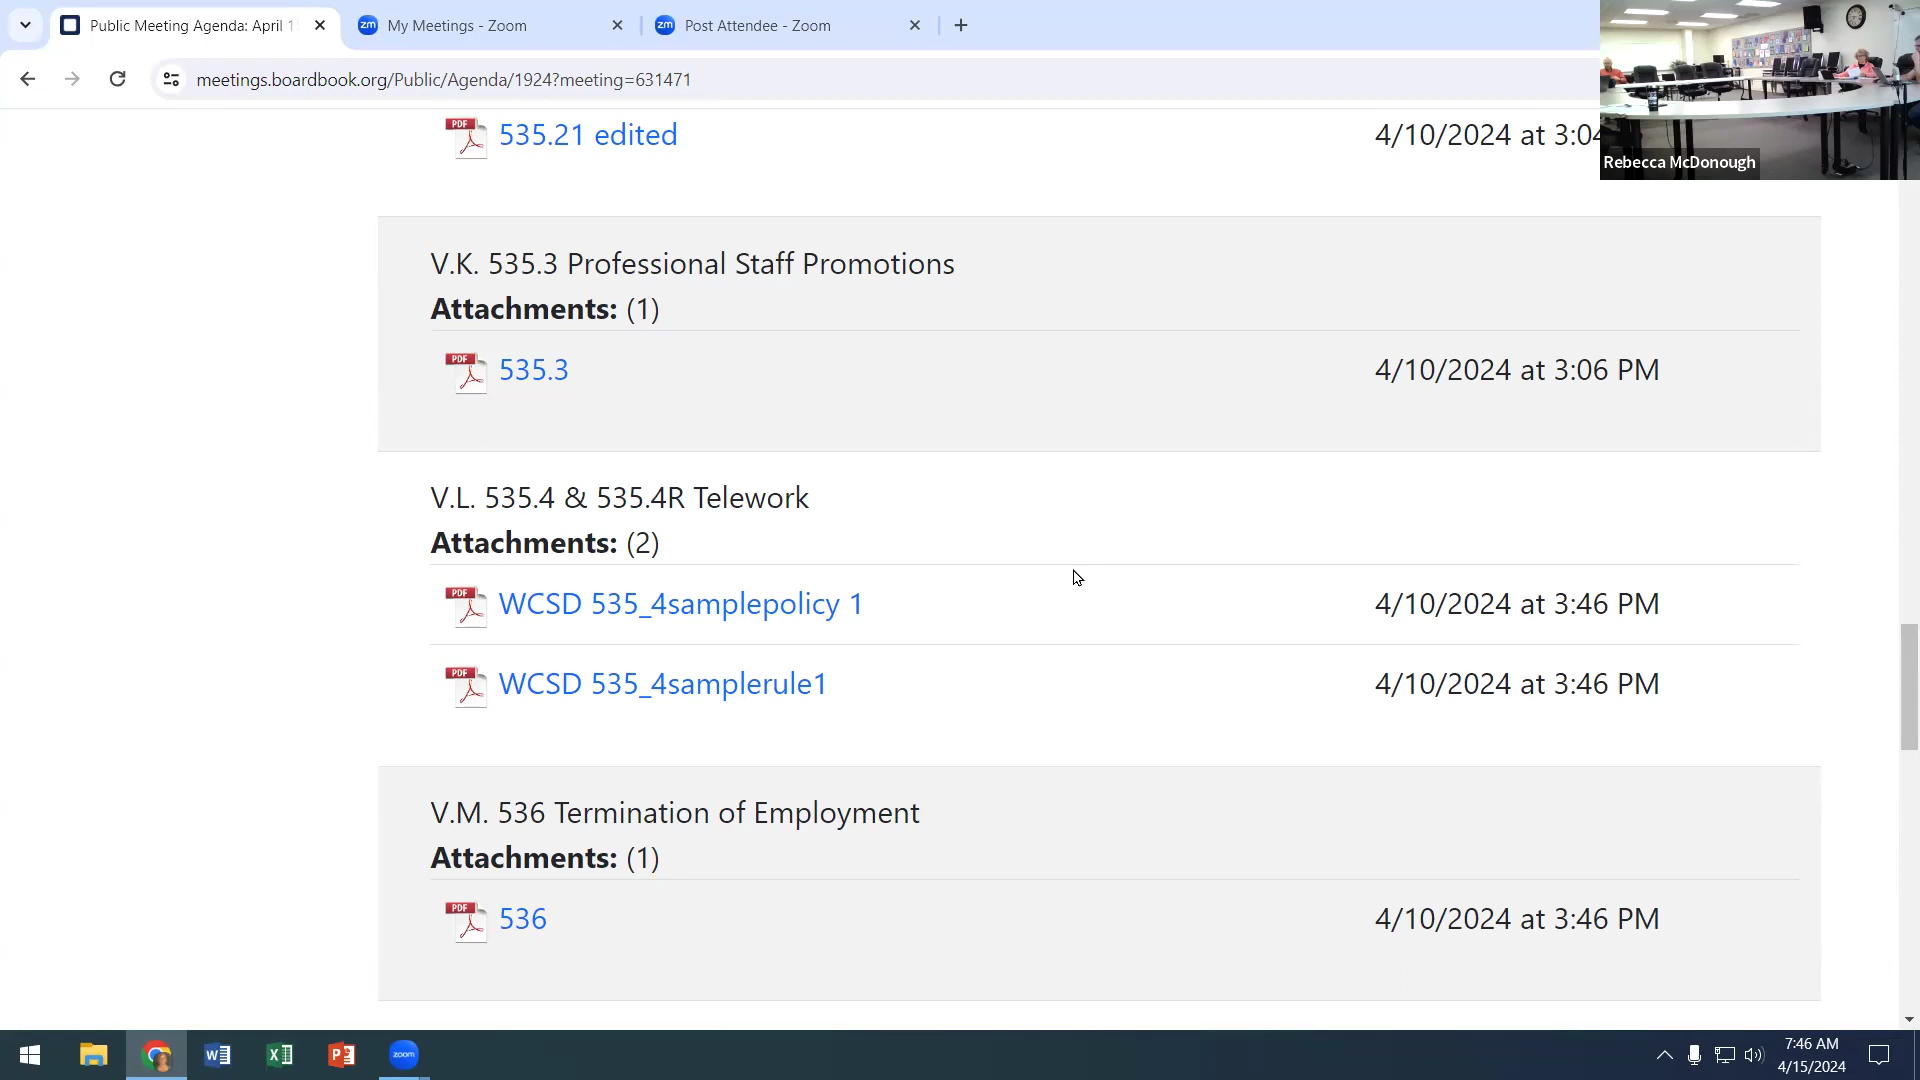 Public Meeting Agenda: April 1
My Meetings - Zoom
Post Attendee - Zoom
meetings.boardbook.org/Public/Agenda/1924?meeting=631471
Rebecca McDonough
535.21 edited
4/10/2024 at 3:04
V.K. 535.3 Professional Staff Promotions
Attachments: (1)
535.3
4/10/2024 at 3:06 PM
V.L. 535.4 & 535.4R Telework
Attachments: (2)
WCSD 535_4samplepolicy 1
4/10/2024 at 3:46 PM
WCSD 535_4samplerule1
4/10/2024 at 3:46 PM
V.M. 536 Termination of Employment
Attachments: (1)
536
4/10/2024 at 3:46 PM
7:46 AM
4/15/2024